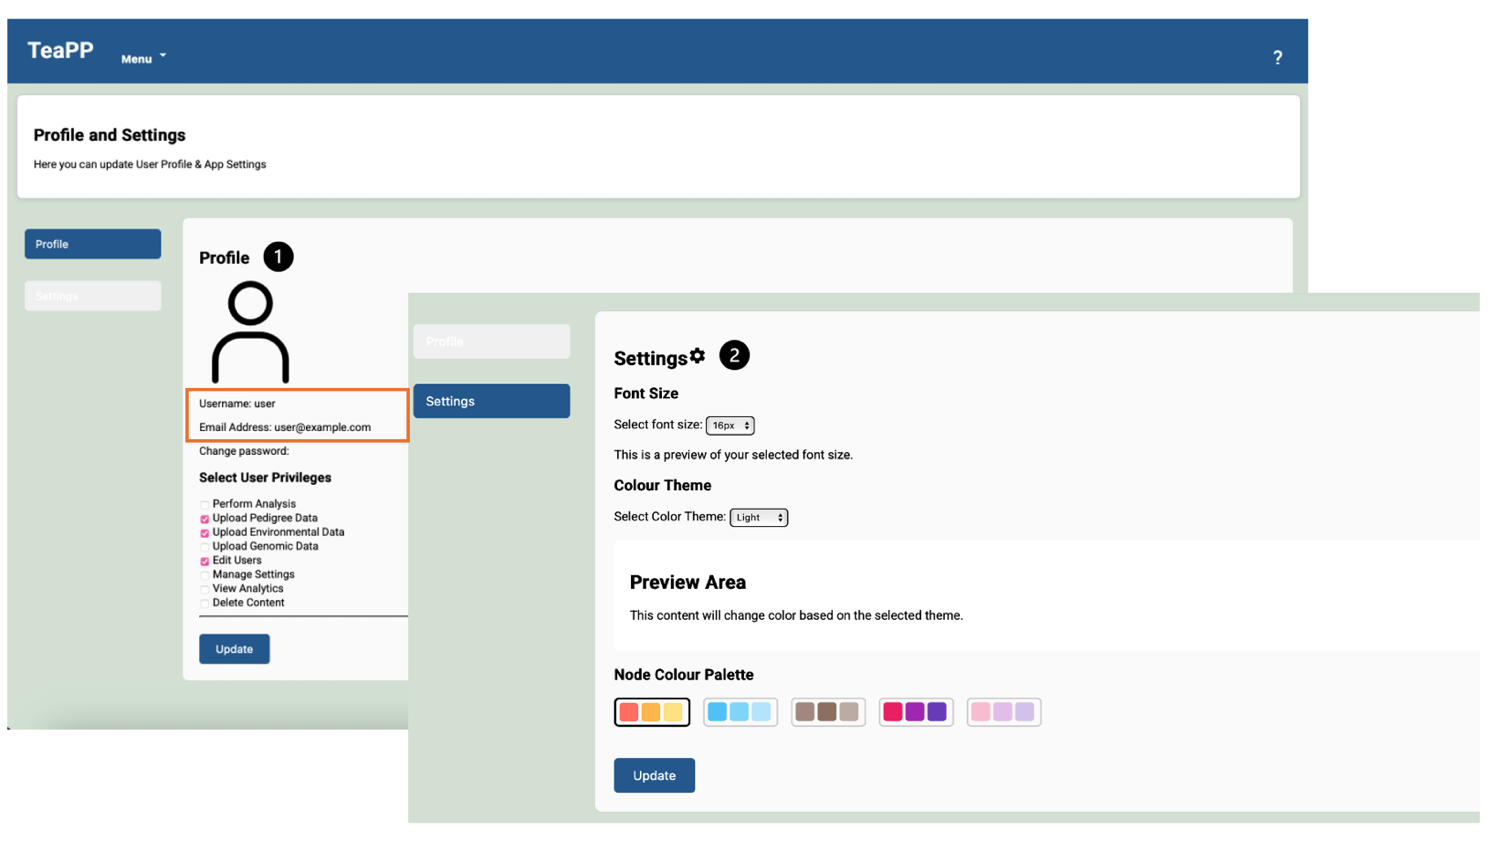 TeaPP
Menu
?
Profile and Settings
Here you can update User Profile & App Settings
Profile
Settings
Profile 1
Username: user
Email Address: user@example.com
Change password:
Select User Privileges
Perform Analysis
Upload Pedigree Data
Upload Environmental Data
Upload Genomic Data
Edit Users
Manage Settings
View Analytics
Delete Content
Update
Profile
Settings
Settings 2
Font Size
Select font size: 16px
This is a preview of your selected font size.
Colour Theme
Select Color Theme: Light
Preview Area
This content will change color based on the selected theme.
Node Colour Palette
Update